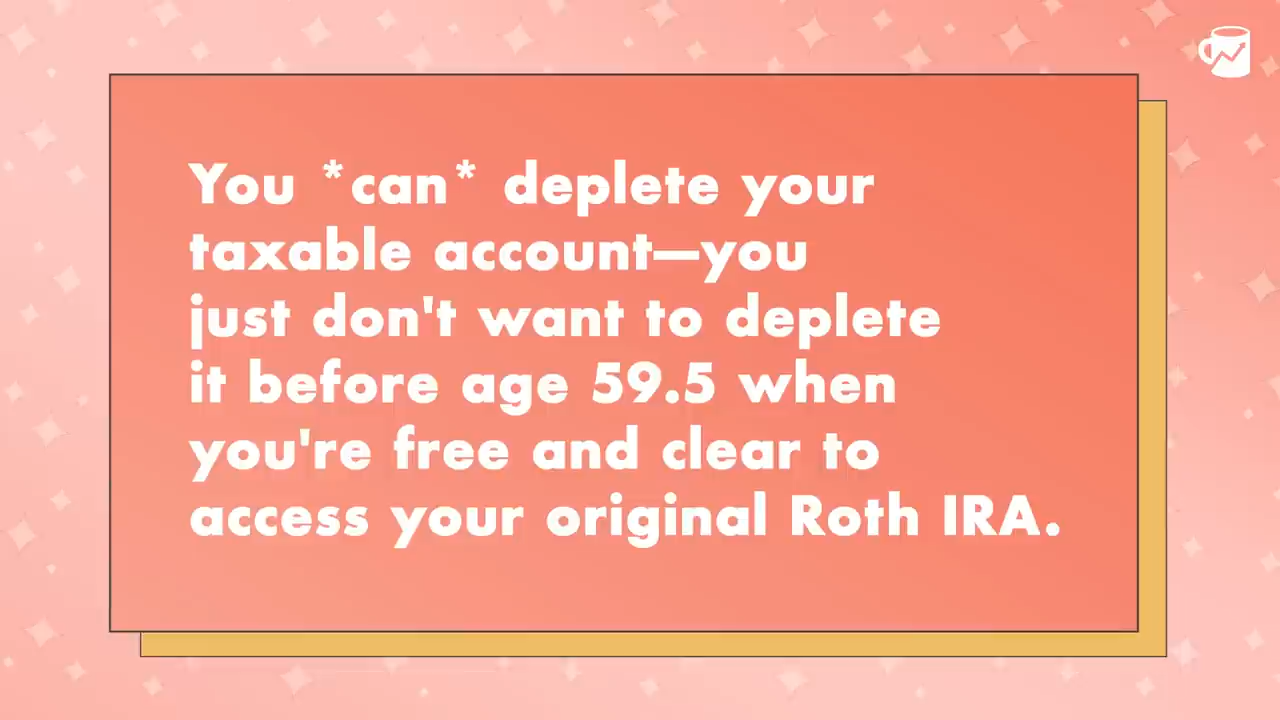 You *can* deplete your
taxable account—you
just don't want to deplete
it before age 59.5 when
you're free and clear to
access your original Roth IRA.